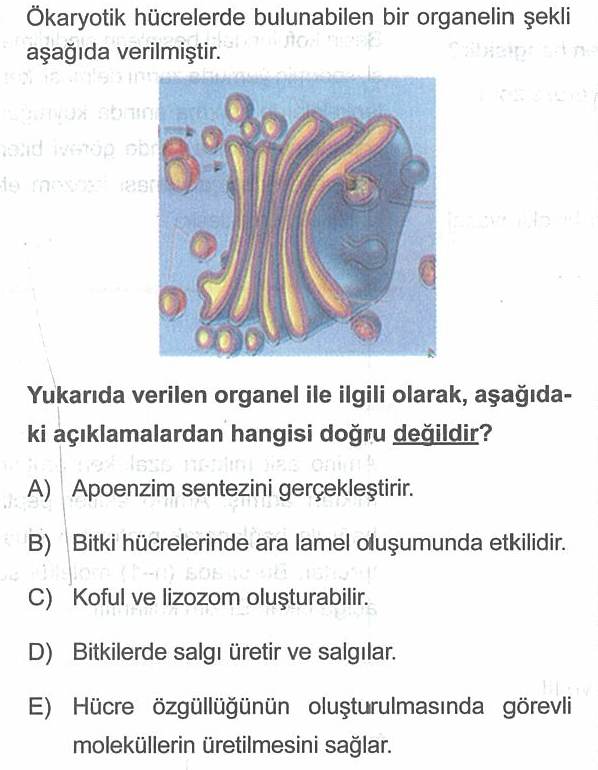 Ökaryotik hücrelerde bulunabilen bir organelin şekli
aşağıda verilmiştir.
Yukarıda verilen organel ile ilgili olarak, aşağıda-
ki açıklamalardan hangisi doğru değildir?
A) Apoenzim sentezini gerçekleştirir.
B) Bitki hücrelerinde ara lamel oluşumunda etkilidir.
C) Koful ve lizozom oluşturabilir.
D) Bitkilerde salgı üretir ve salgılar.
E) Hücre özgüllüğünün oluşturulmasında görevli
moleküllerin üretilmesini sağlar.